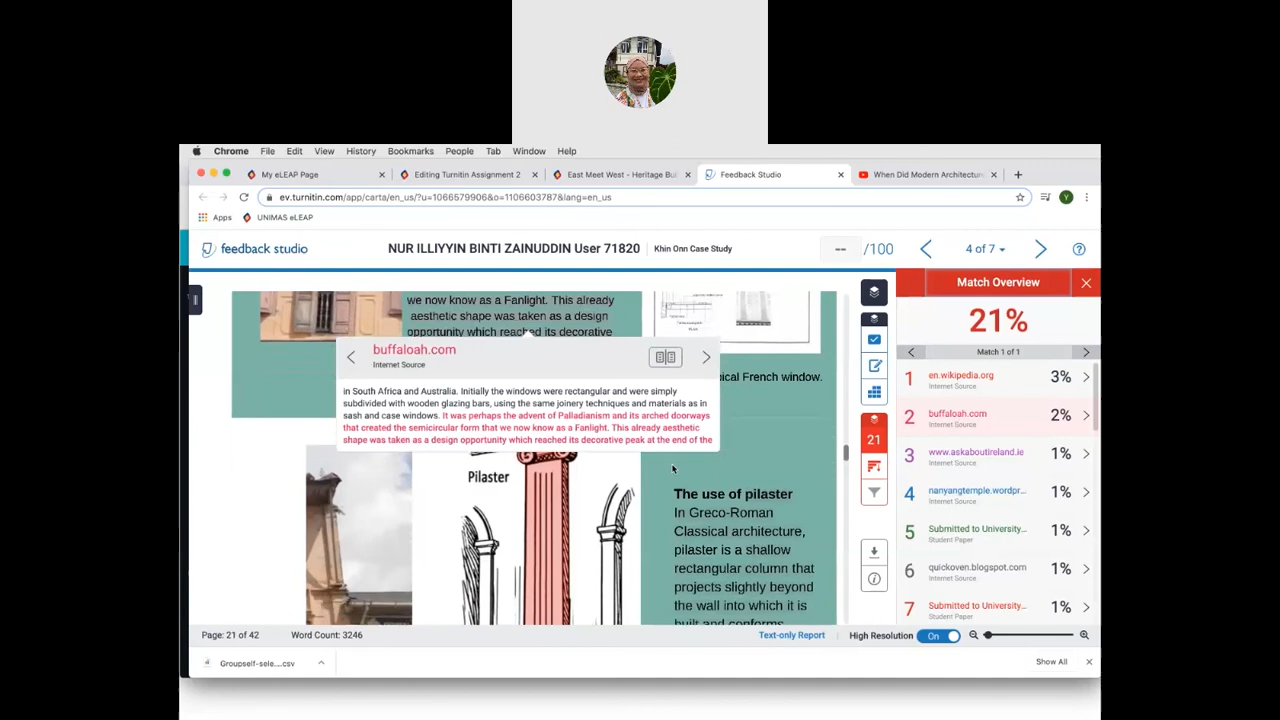 Chrome File Edit View History Bookmarks People Tab Window Help
My eLEAP Page
Editing Turnitin Assignment 2
East Meet West - Heritage Bui
Feedback Studio
When Did Modern Architecture
ev.turnitin.com/app/carta/en_us/?u=1066579906&o=1106603787&lang=en_us
Y
Apps UNIMAS eLEAP
feedback studio
NUR ILLIYYIN BINTI ZAINUDDIN User 71820
Khin Onn Case Study
-- /100
4 of 7
we now know as a Fanlight. This already
aesthetic shape was taken as a design
opportunity which reached its decorative
buffaloah.com
Internet Source
in South Africa and Australia. Initially the windows were rectangular and were simply
subdivided with wooden glazing bars, using the same joinery techniques and materials as in
sash and case windows. It was perhaps the advent of Palladianism and its arched doorways
that created the semicircular form that we now know as a Fanlight. This already aesthetic
shape was taken as a design opportunity which reached its decorative peak at the end of the
pical French window.
Pilaster
The use of pilaster
In Greco-Roman
Classical architecture,
pilaster is a shallow
rectangular column that
projects slightly beyond
the wall into which it is
built and conforms
21
Match Overview
21%
Match 1 of 1
1 en.wikipedia.org 3%
Internet Source
2 buffaloah.com 2%
Internet Source
3 www.askaboutireland.ie 1%
Internet Source
4 nanyangtemple.wordpr... 1%
Internet Source
5 Submitted to University... 1%
Student Paper
6 quickoven.blogspot.com 1%
Internet Source
7 Submitted to University... 1%
Student Paper
Page: 21 of 42
Word Count: 3246
Text-only Report
High Resolution On
Groupself-sele....csv
Show All